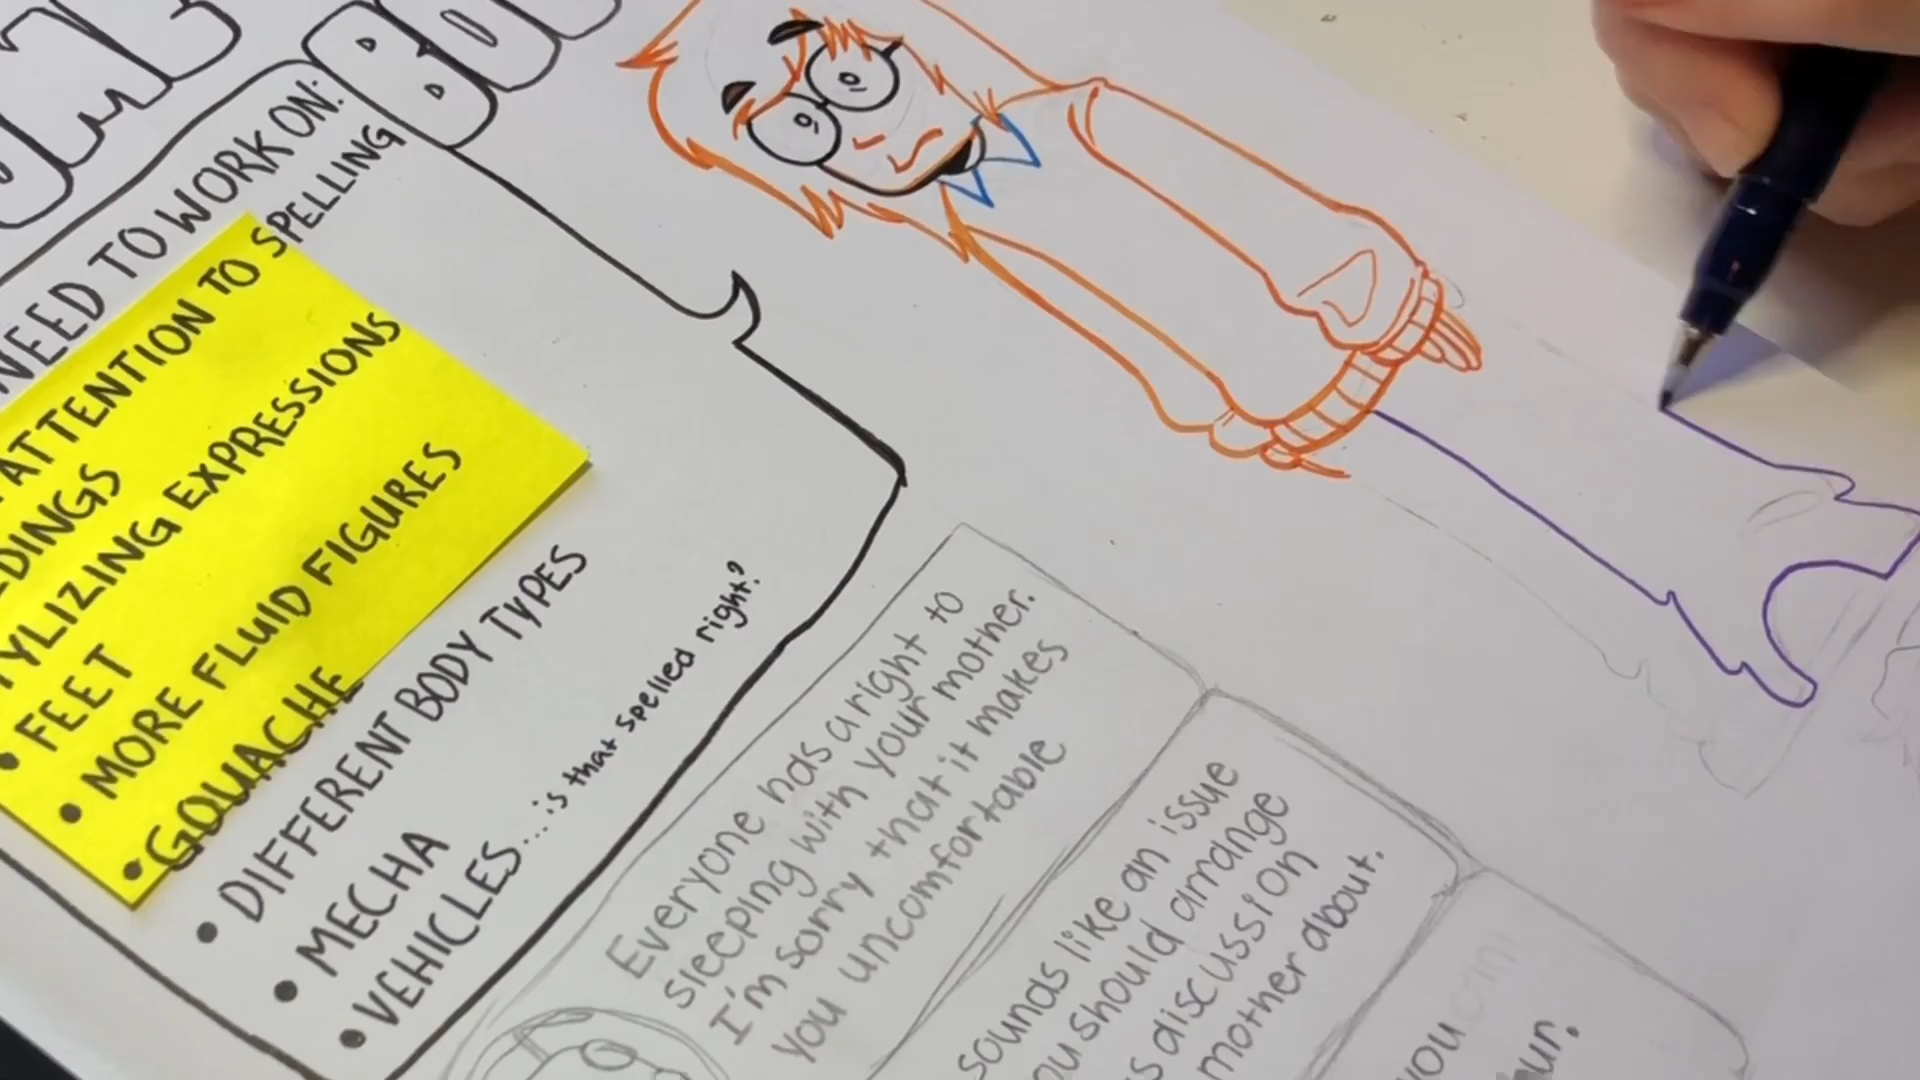 NEED TO WORK ON:
ATTENTION TO SPELLING
EXPRESSIONS
• FEET
• MORE FLUID FIGURES
• GOUACHE
• DIFFERENT BODY TYPES
• MECHA
• VEHICLES... is that spelled right?
Everyone has a right to
sleeping with your mother.
I'm sorry that it makes
you uncomfortable
sounds like an issue
should arrange
discussion
mother about.
you can